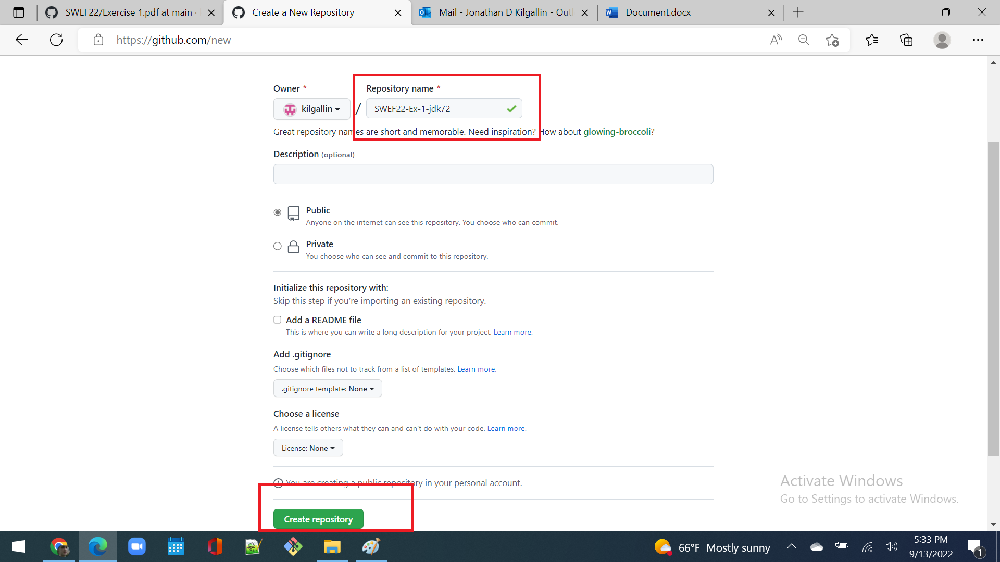 SWEF22/Exercise 1.pdf at main ·
Create a New Repository
Mail - Jonathan D Kilgallin - Outl
Document.docx
https://github.com/new
Owner *
Repository name *
kilgallin
/
SWEF22-Ex-1-jdk72
Great repository names are short and memorable. Need inspiration? How about glowing-broccoli?
Description (optional)
Public
Anyone on the internet can see this repository. You choose who can commit.
Private
You choose who can see and commit to this repository.
Initialize this repository with:
Skip this step if you're importing an existing repository.
Add a README file
This is where you can write a long description for your project. Learn more.
Add .gitignore
Choose which files not to track from a list of templates. Learn more.
.gitignore template: None
Choose a license
A license tells others what they can and can't do with your code. Learn more.
License: None
You are creating a public repository in your personal account.
Create repository
Activate Windows
Go to Settings to activate Windows.
66°F Mostly sunny
5:33 PM
9/13/2022
1